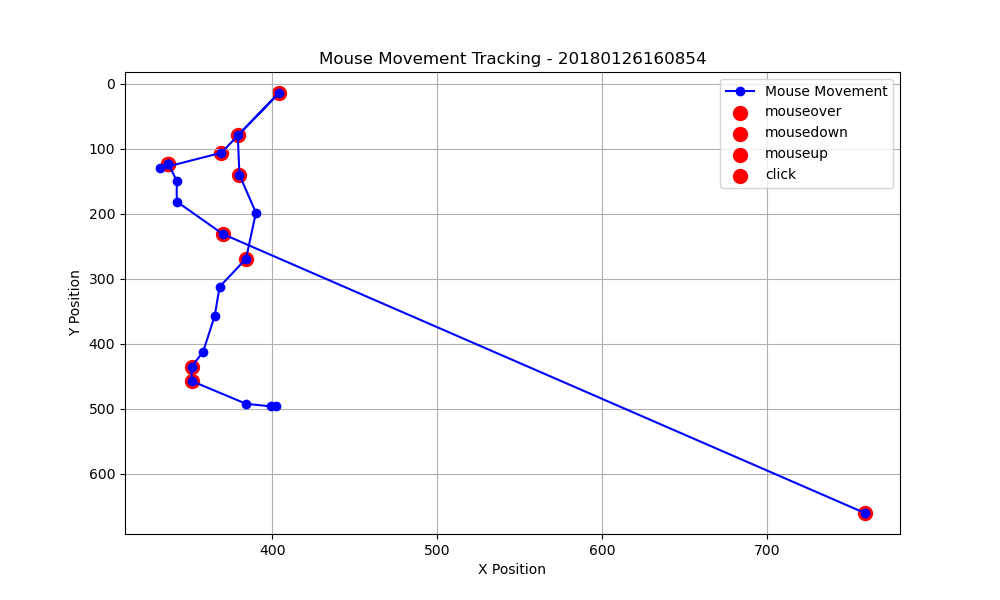 Mouse Movement Tracking - 20180126160854
Mouse Movement
mouseover
mousedown
mouseup
click
0
100
200
300
400
500
600
Y Position
400
500
600
700
X Position